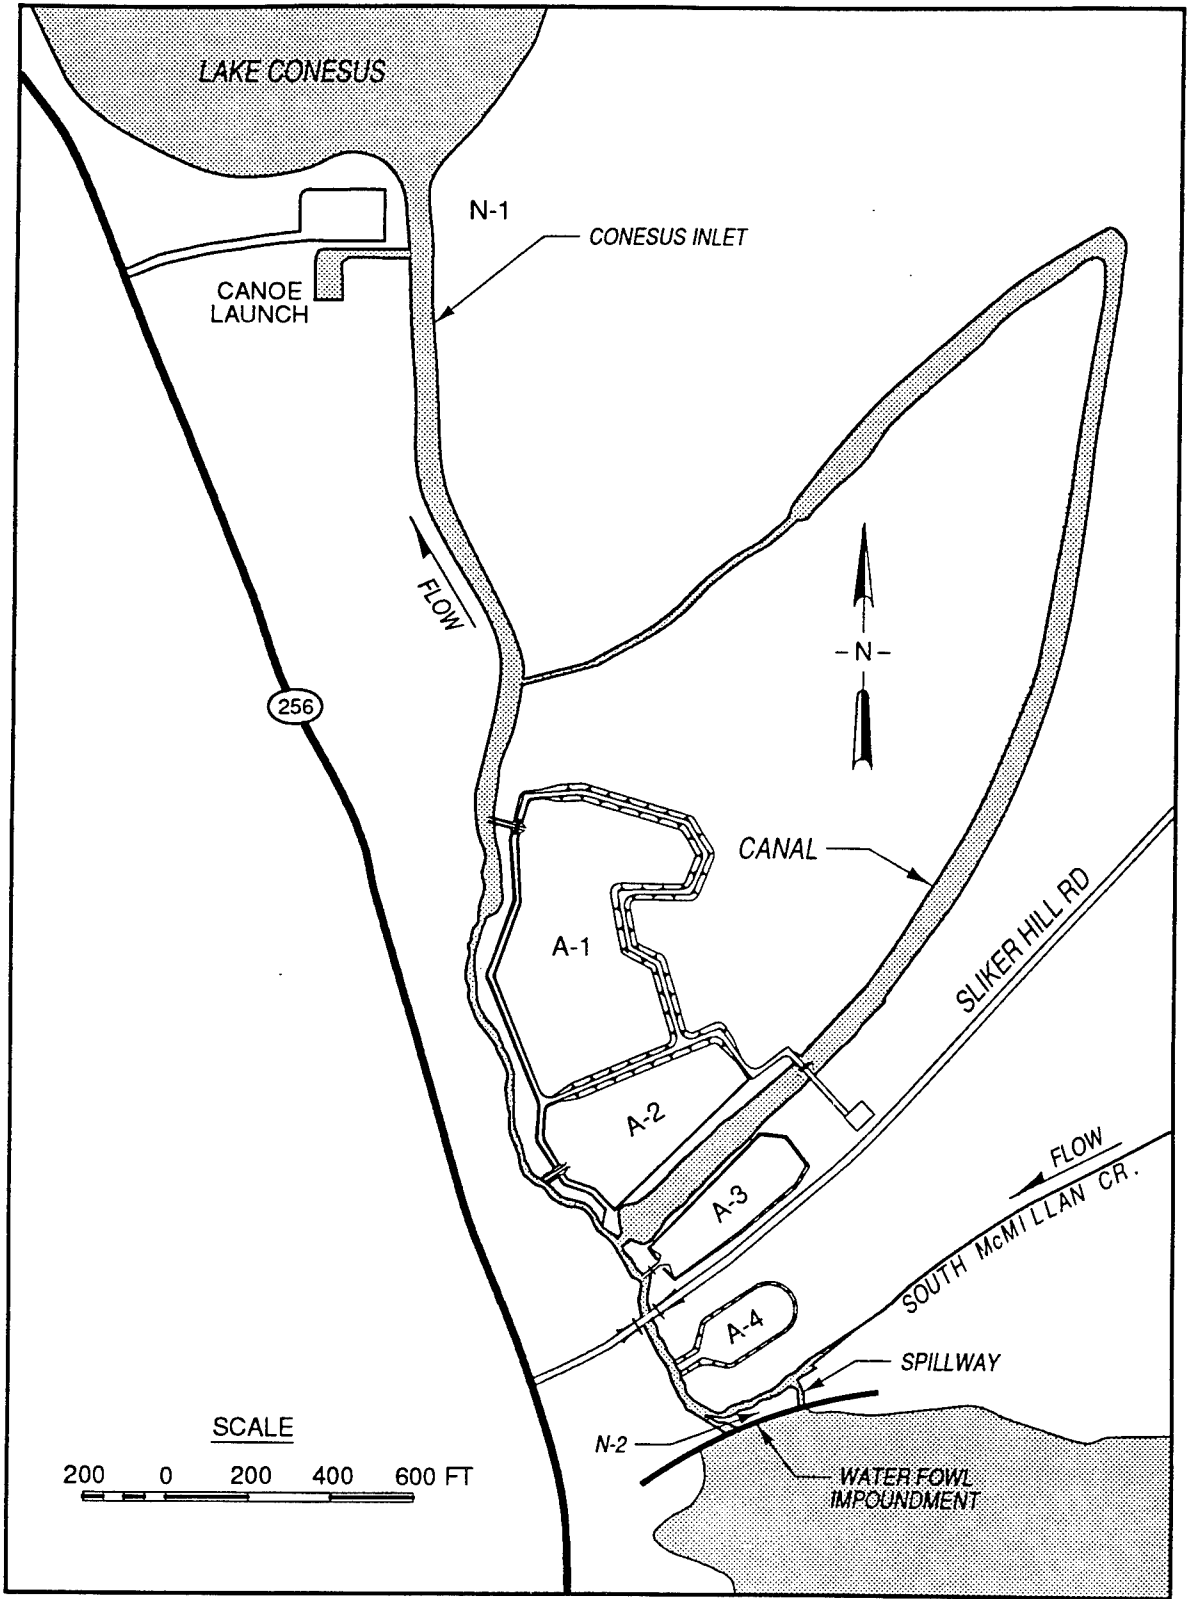 LAKE CONESUS
N-1
CONESUS INLET
CANOE
LAUNCH
FLOW
- N -
256
CANAL
A-1
SLIKER HILL RD
A-2
FLOW
A-3
SOUTH McMILLAN CR.
A-4
SPILLWAY
SCALE
N-2
200 0 200 400 600 FT
WATER FOWL
IMPOUNDMENT